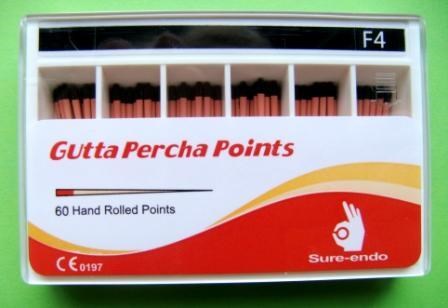 F4
Gutta Percha Points
60 Hand Rolled Points
Sure-endo
CE 0197